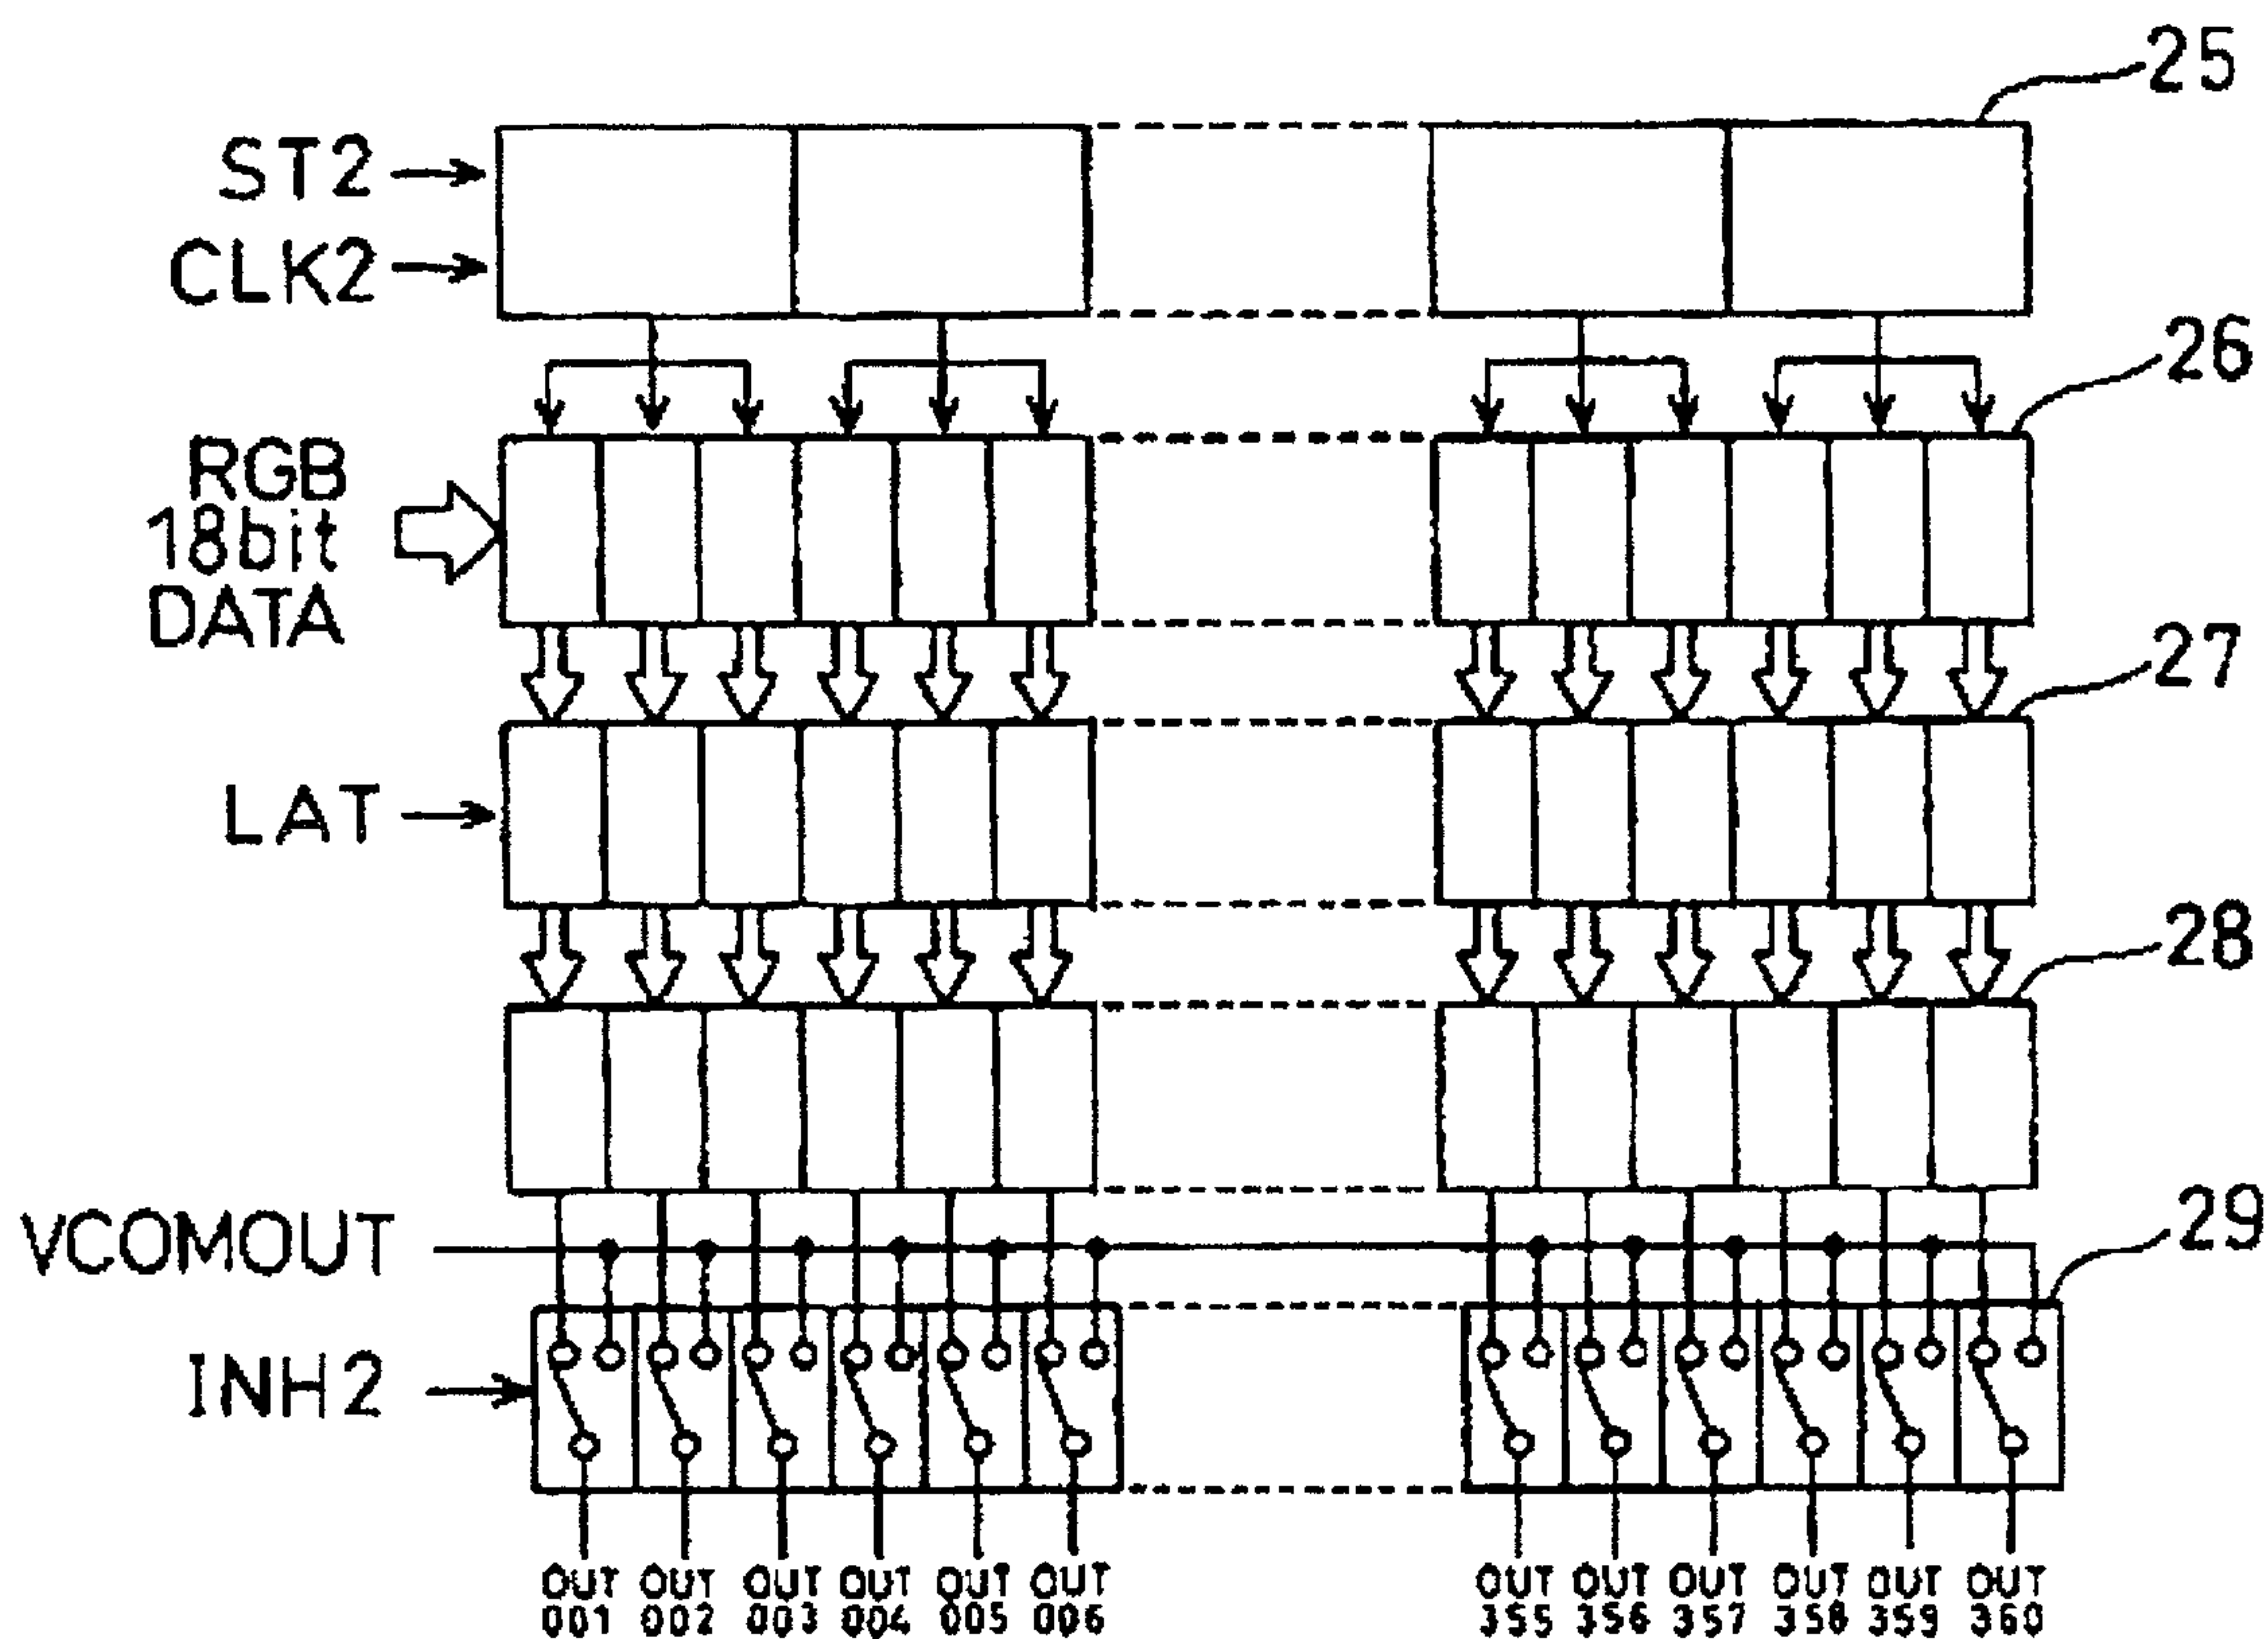 25
ST2
CLK2
26
RGB
18bit
DATA
27
LAT
28
VCOMOUT
29
INH2
OUT 001
OUT 002
OUT 003
OUT 004
OUT 005
OUT 006
OUT 355
OUT 356
OUT 357
OUT 358
OUT 359
OUT 360